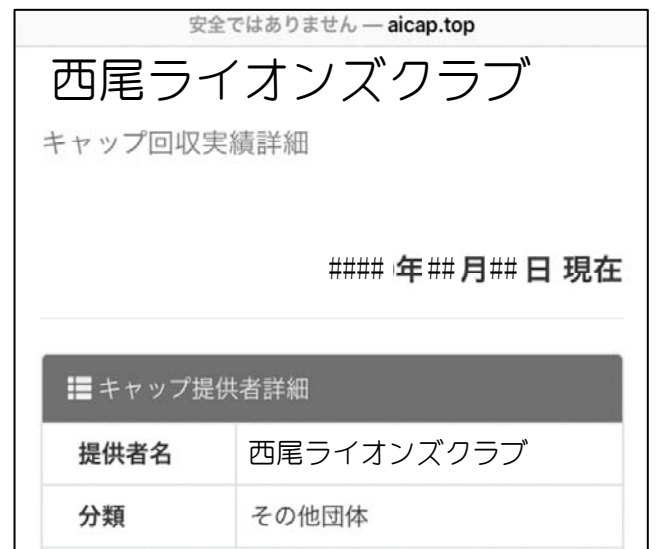 安全ではありません — aicap.top
西尾ライオンズクラブ
キャップ回収実績詳細
#### 年## 月## 日 現在
キャップ提供者詳細
提供者名 西尾ライオンズクラブ
分類 その他団体